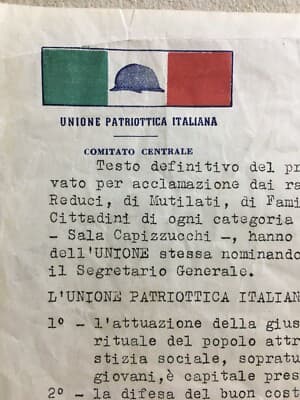 UNIONE PATRIOTTICA ITALIANA
COMITATO CENTRALE
Testo definitivo del pr
vato per acclamazione dai ra
Reduci, di Mutilati, di Fami
Cittadini di ogni categoria
- Sala Capizzucchi -, hanno
dell'UNIONE stessa nominando
il Segretario Generale.
L'UNIONE PATRIOTTICA ITALIAN
1° - l'attuazione della gius
rituale del popolo attr
stizia sociale, sopratu
giovani,è capitale pres
2° - la difesa del buon cost